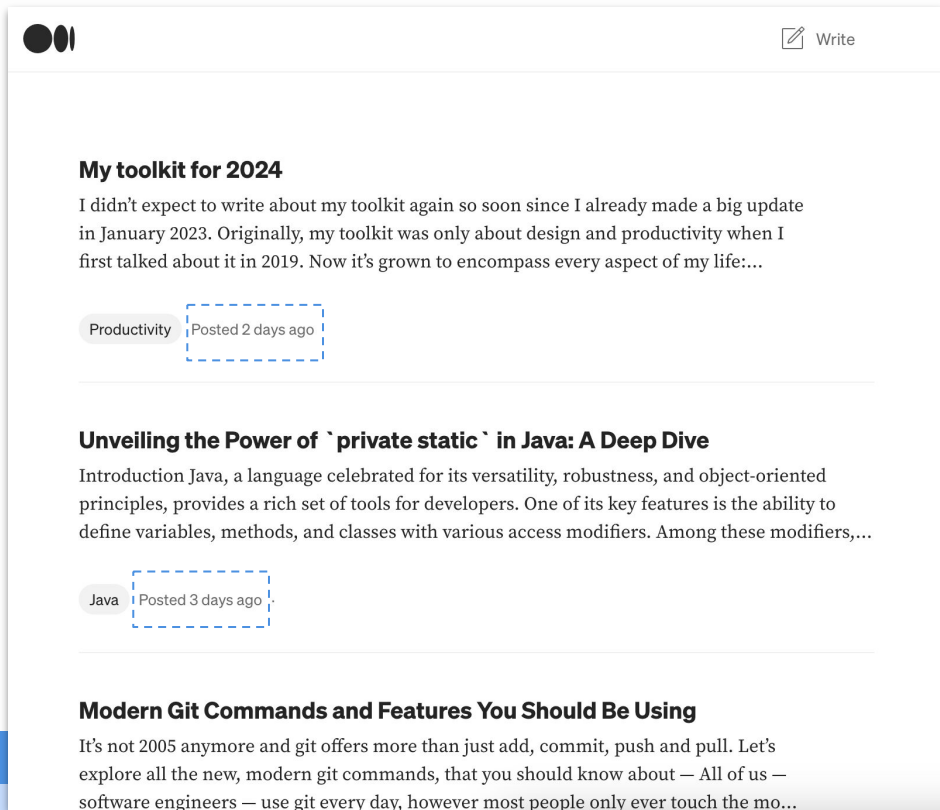 Write
My toolkit for 2024
I didn’t expect to write about my toolkit again so soon since I already made a big update
in January 2023. Originally, my toolkit was only about design and productivity when I
first talked about it in 2019. Now it’s grown to encompass every aspect of my life:…
Productivity Posted 2 days ago
Unveiling the Power of `private static` in Java: A Deep Dive
Introduction Java, a language celebrated for its versatility, robustness, and object-oriented
principles, provides a rich set of tools for developers. One of its key features is the ability to
define variables, methods, and classes with various access modifiers. Among these modifiers,…
Java Posted 3 days ago ·
Modern Git Commands and Features You Should Be Using
It’s not 2005 anymore and git offers more than just add, commit, push and pull. Let’s
explore all the new, modern git commands, that you should know about — All of us —
software engineers — use git every day, however most people only ever touch the mo…